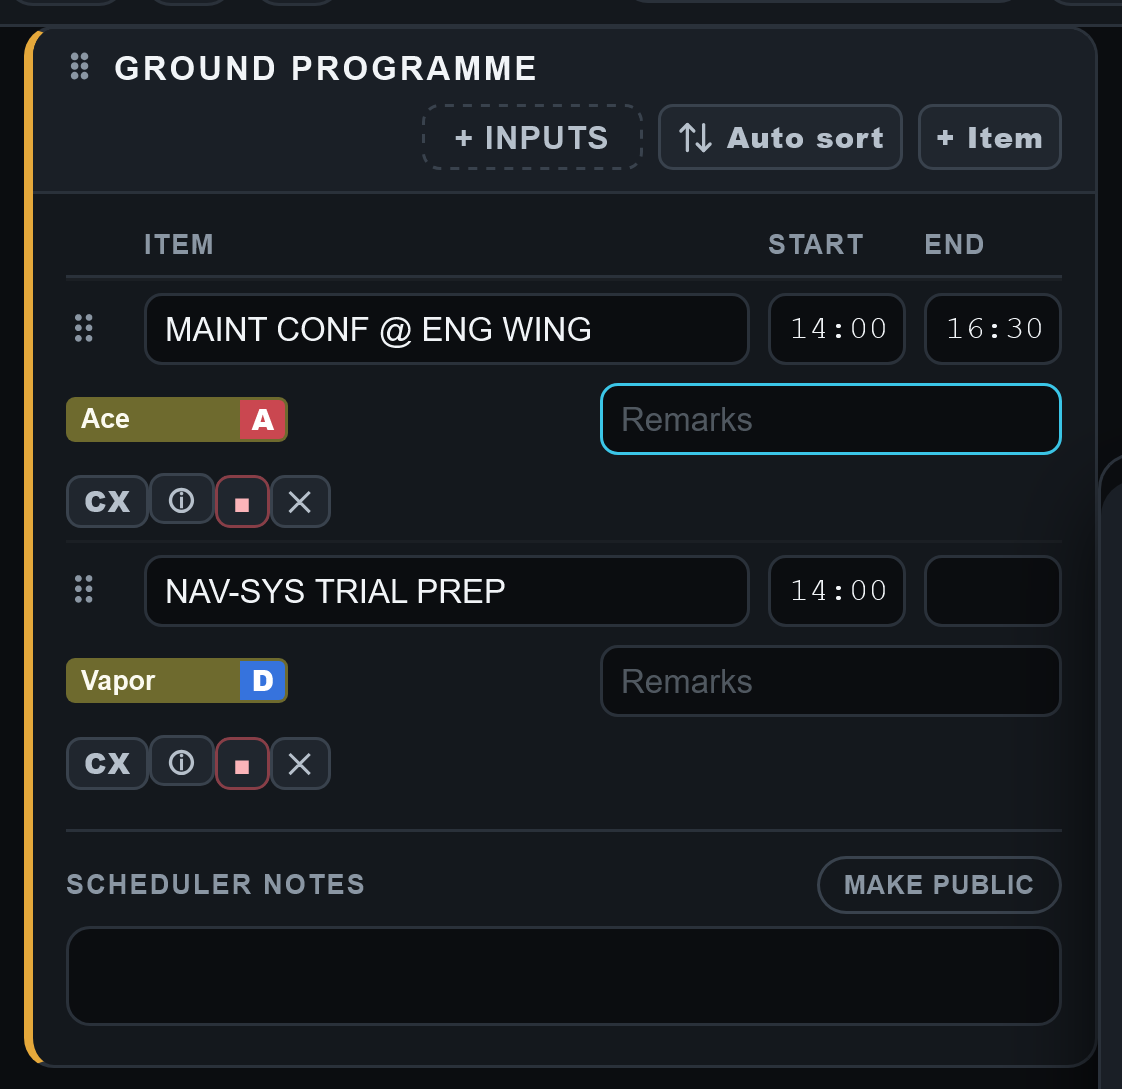 GROUND PROGRAMME
+ INPUTS Auto sort + Item
ITEM START END
MAINT CONF @ ENG WING 14:00 16:30
Ace A Remarks
CX
NAV-SYS TRIAL PREP 14:00
Vapor D Remarks
CX
SCHEDULER NOTES MAKE PUBLIC